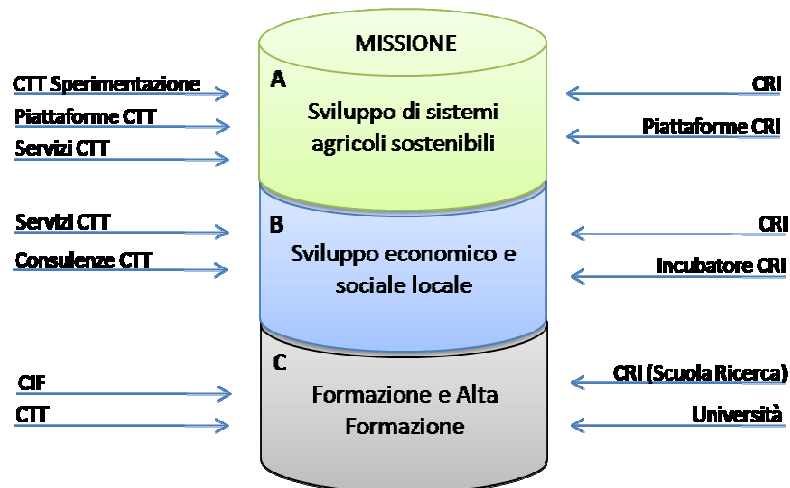 MISSIONE
CTT Sperimentazione
A
CRI
Sviluppo di sistemi
agricoli sostenibili
Piattaforme CTT
Piattaforme CRI
Servizi CTT
Servizi CTT
B
CRI
Sviluppo economico e
sociale locale
Consulenze CTT
Incubatore CRI
C
CIF
CRI (Scuola Ricerca)
Formazione e Alta
Formazione
CTT
Università